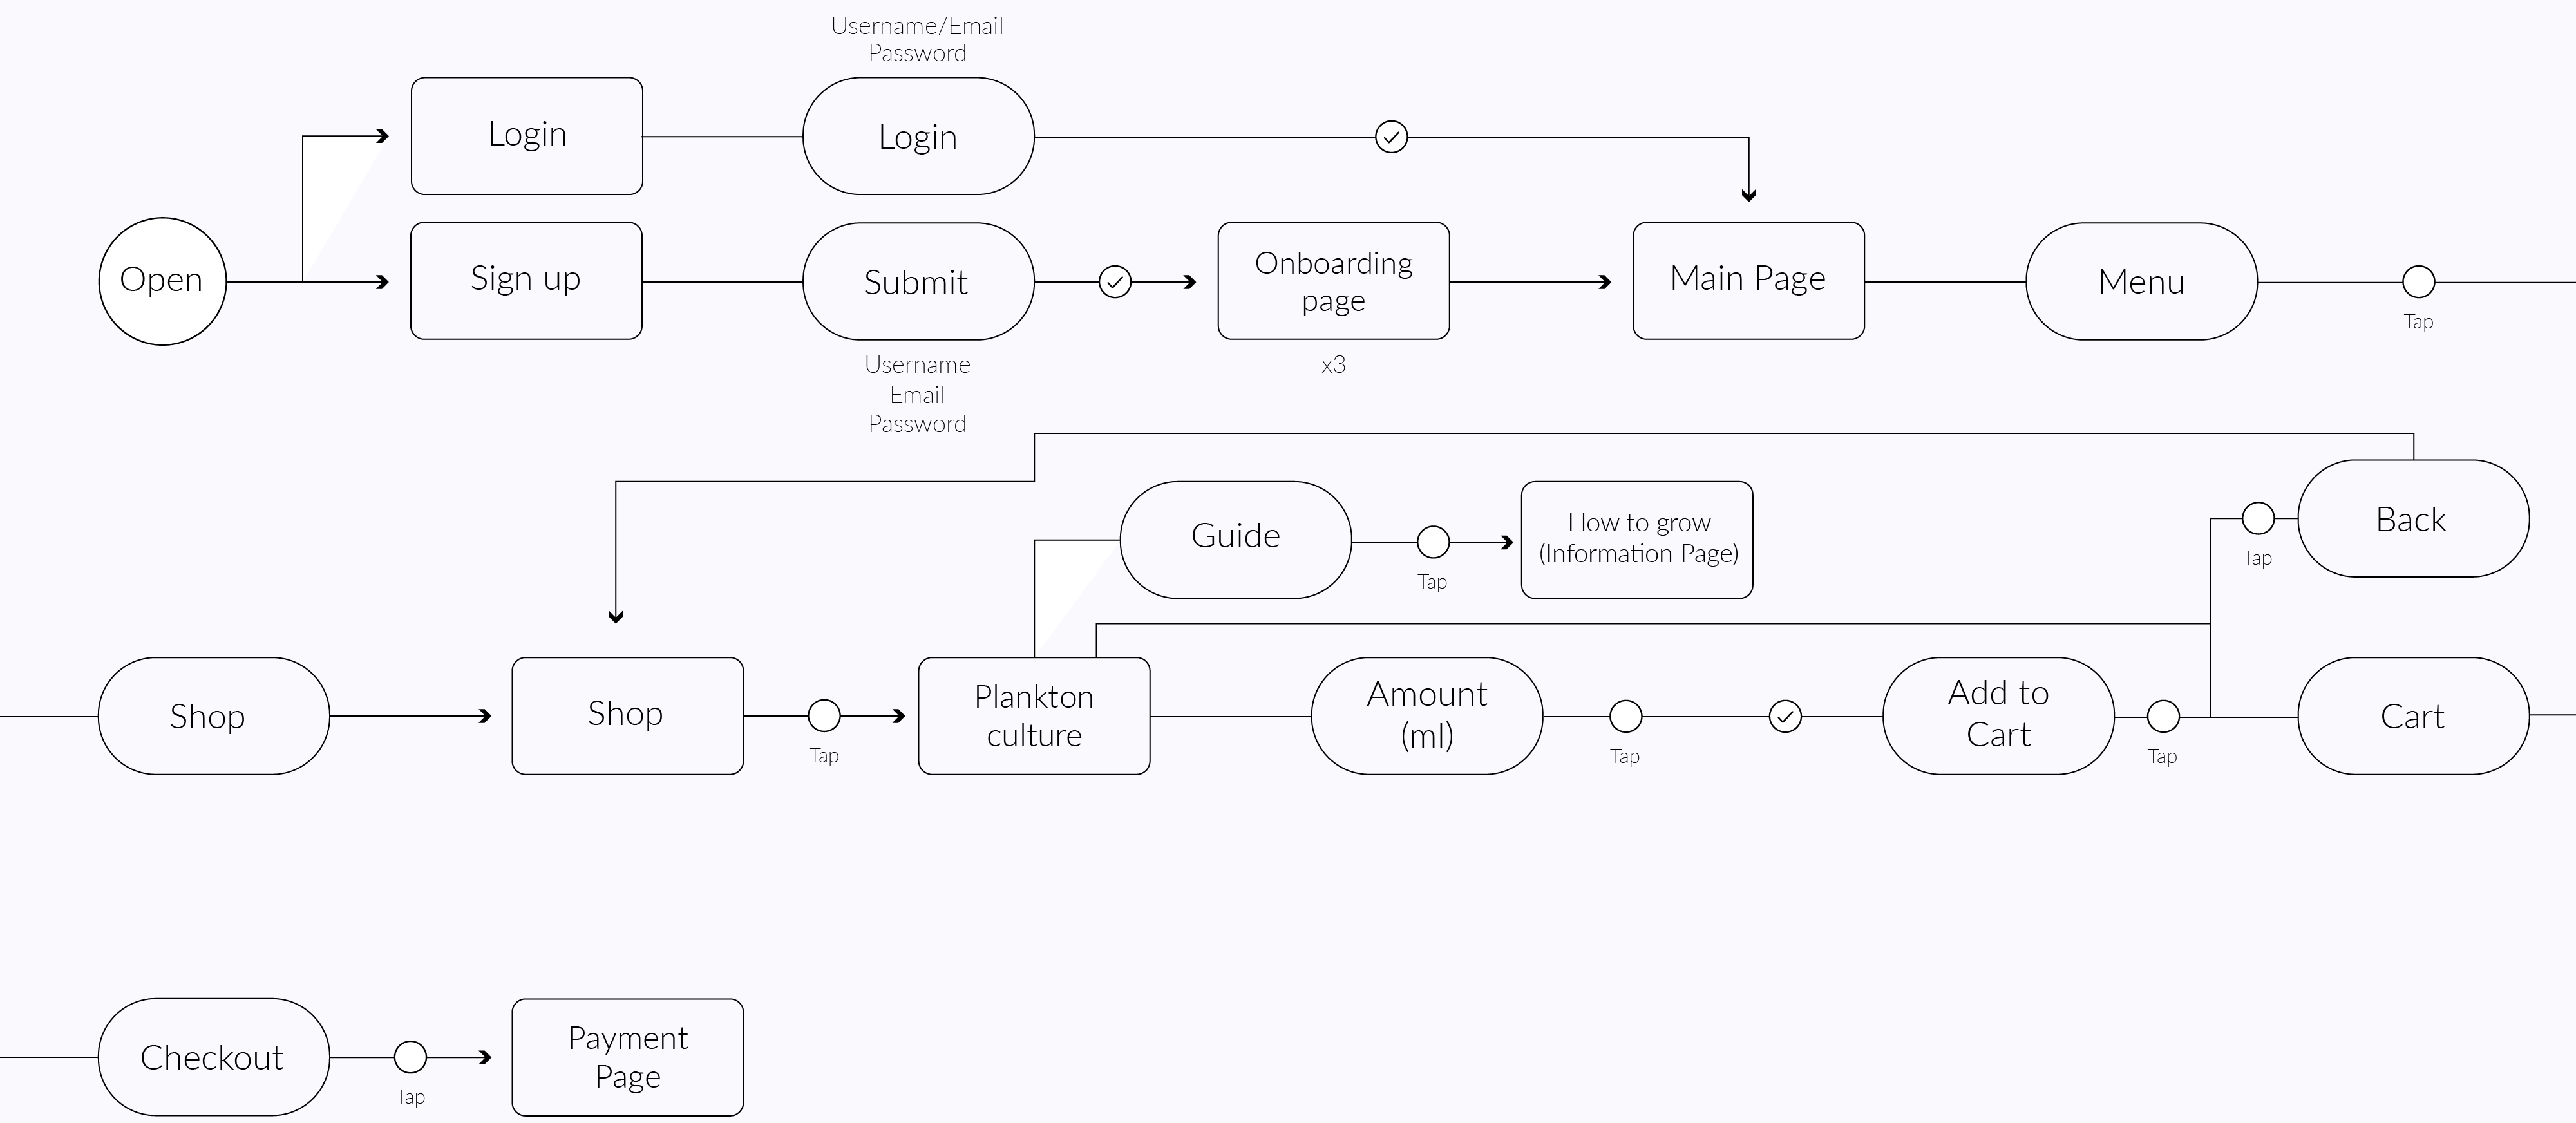 Username/Email
Password
Login
Login
Open
Sign up
Submit
Onboarding
page
Main Page
Menu
Tap
x3
Username
Email
Password
Guide
How to grow
(Information Page)
Tap
Back
Tap
Shop
Shop
Tap
Plankton
culture
Amount
(ml)
Tap
Add to
Cart
Tap
Cart
Checkout
Tap
Payment
Page